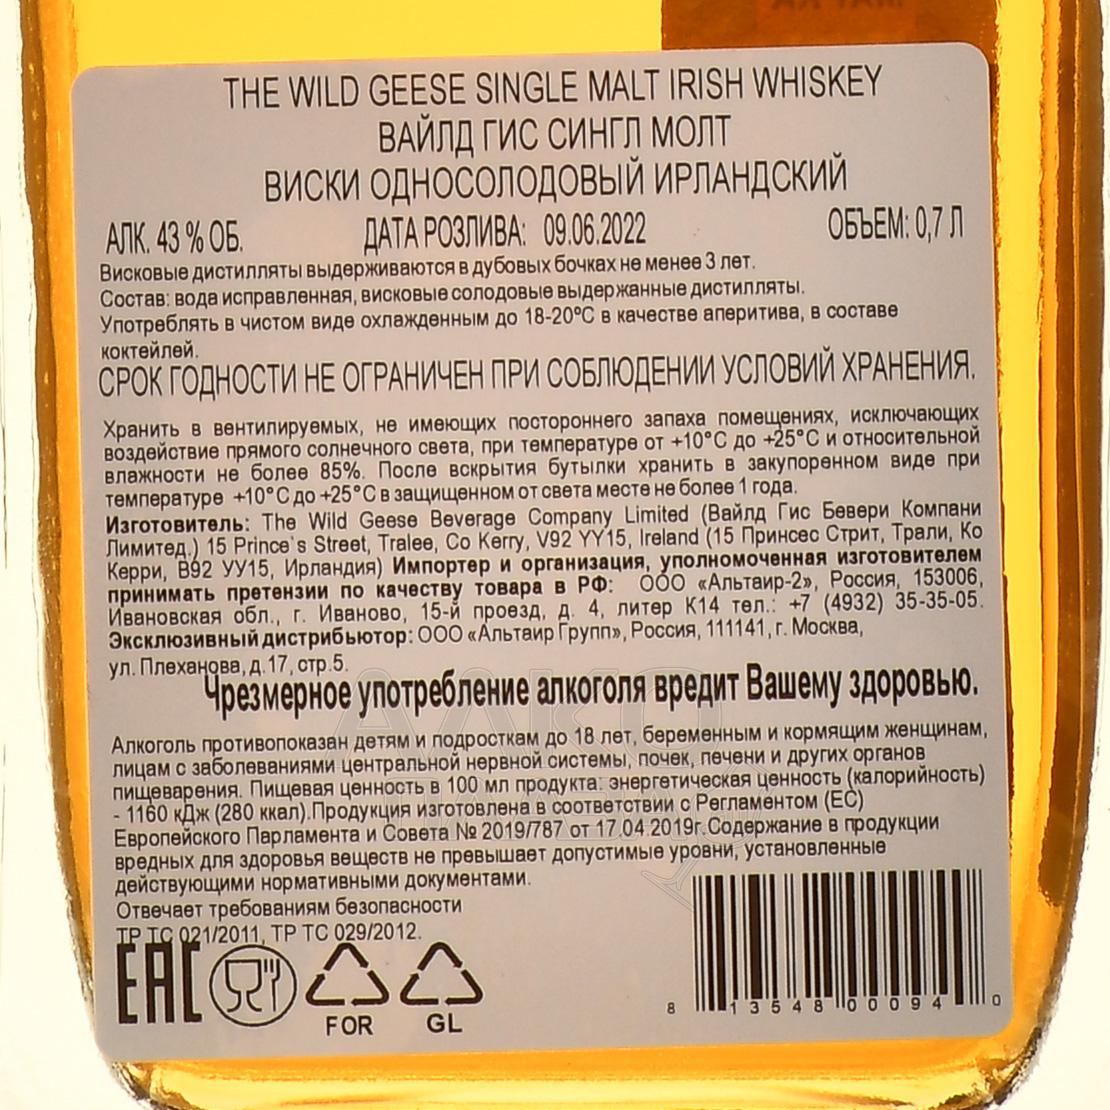 THE WILD GEESE SINGLE MALT IRISH WHISKEY
ВАЙЛД ГИС СИНГЛ МОЛТ
ВИСКИ ОДНОСОЛОДОВЫЙ ИРЛАНДСКИЙ
АЛК. 43 % ОБ. ДАТА РОЗЛИВА: 09.06.2022 ОБЪЕМ: 0,7 Л
Висковые дистилляты выдерживаются в дубовых бочках не менее 3 лет.
Состав: вода исправленная, висковые солодовые выдержанные дистилляты.
Употреблять в чистом виде охлажденным до 18-20°С в качестве аперитива, в составе
коктейлей.
СРОК ГОДНОСТИ НЕ ОГРАНИЧЕН ПРИ СОБЛЮДЕНИИ УСЛОВИЙ ХРАНЕНИЯ.
Хранить в вентилируемых, не имеющих постороннего запаха помещениях, исключающих
воздействие прямого солнечного света, при температуре от +10°С до +25°С и относительной
влажности не более 85%. После вскрытия бутылки хранить в закупоренном виде при
температуре +10°С до +25°С в защищенном от света месте не более 1 года.
Изготовитель: The Wild Geese Beverage Company Limited (Вайлд Гис Бевери Компани
Лимитед.) 15 Prince`s Street, Tralee, Co Kerry, V92 YY15, Ireland (15 Принсес Стрит, Трали, Ко
Керри, В92 УУ15, Ирландия) Импортер и организация, уполномоченная изготовителем
принимать претензии по качеству товара в РФ: ООО «Альтаир-2», Россия, 153006,
Ивановская обл., г. Иваново, 15-й проезд, д. 4, литер К14 тел.: +7 (4932) 35-35-05.
Эксклюзивный дистрибьютор: ООО «Альтаир Групп», Россия, 111141, г. Москва,
ул. Плеханова, д.17, стр.5.
Чрезмерное употребление алкоголя вредит Вашему здоровью.
Алкоголь противопоказан детям и подросткам до 18 лет, беременным и кормящим женщинам,
лицам с заболеваниями центральной нервной системы, почек, печени и других органов
пищеварения. Пищевая ценность в 100 мл продукта: энергетическая ценность (калорийность)
- 1160 кДж (280 ккал).Продукция изготовлена в соответствии с Регламентом (ЕС)
Европейского Парламента и Совета № 2019/787 от 17.04.2019г.Содержание в продукции
вредных для здоровья веществ не превышает допустимые уровни, установленные
действующими нормативными документами.
Отвечает требованиям безопасности
ТР ТС 021/2011, ТР ТС 029/2012.
EAC
FOR GL
8 13548 00094 0